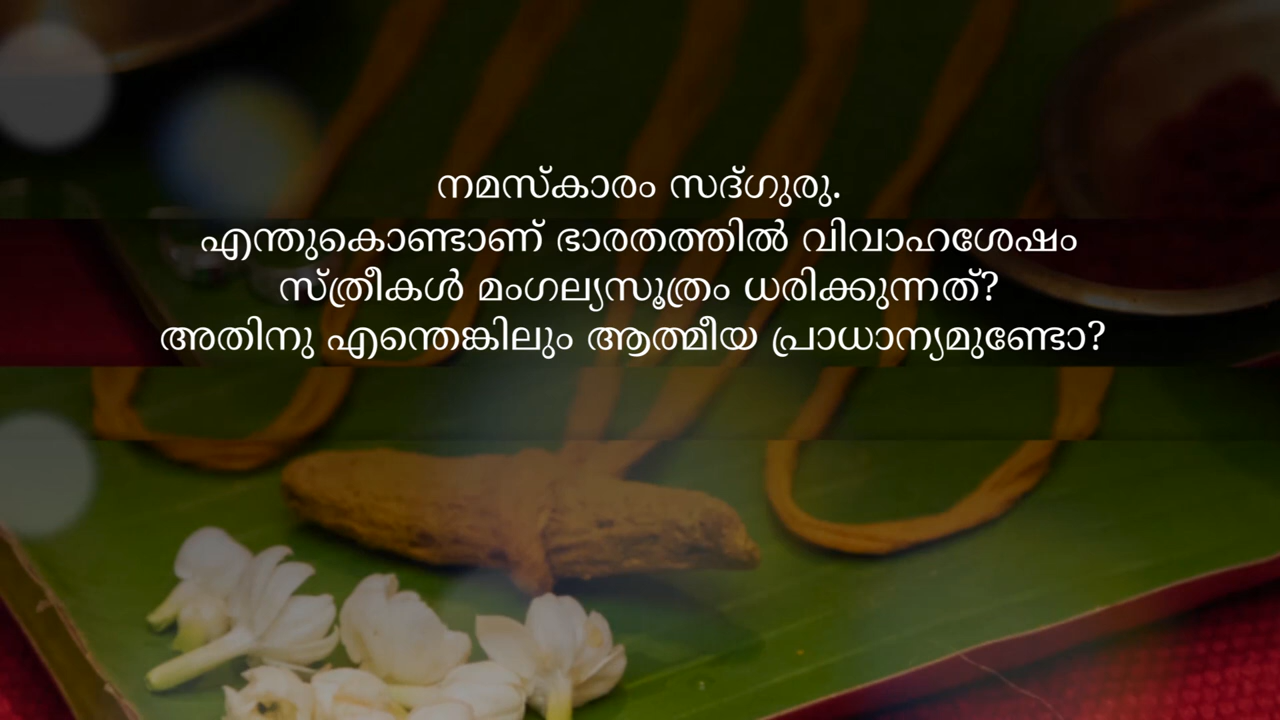 നമസ്കാരം സദ്ഗുരു.
എന്തുകൊണ്ടാണ് ഭാരതത്തിൽ വിവാഹശേഷം
സ്ത്രീകൾ മംഗല്യസൂത്രം ധരിക്കുന്നത്?
അതിനു എന്തെങ്കിലും ആത്മീയ പ്രാധാന്യമുണ്ടോ?